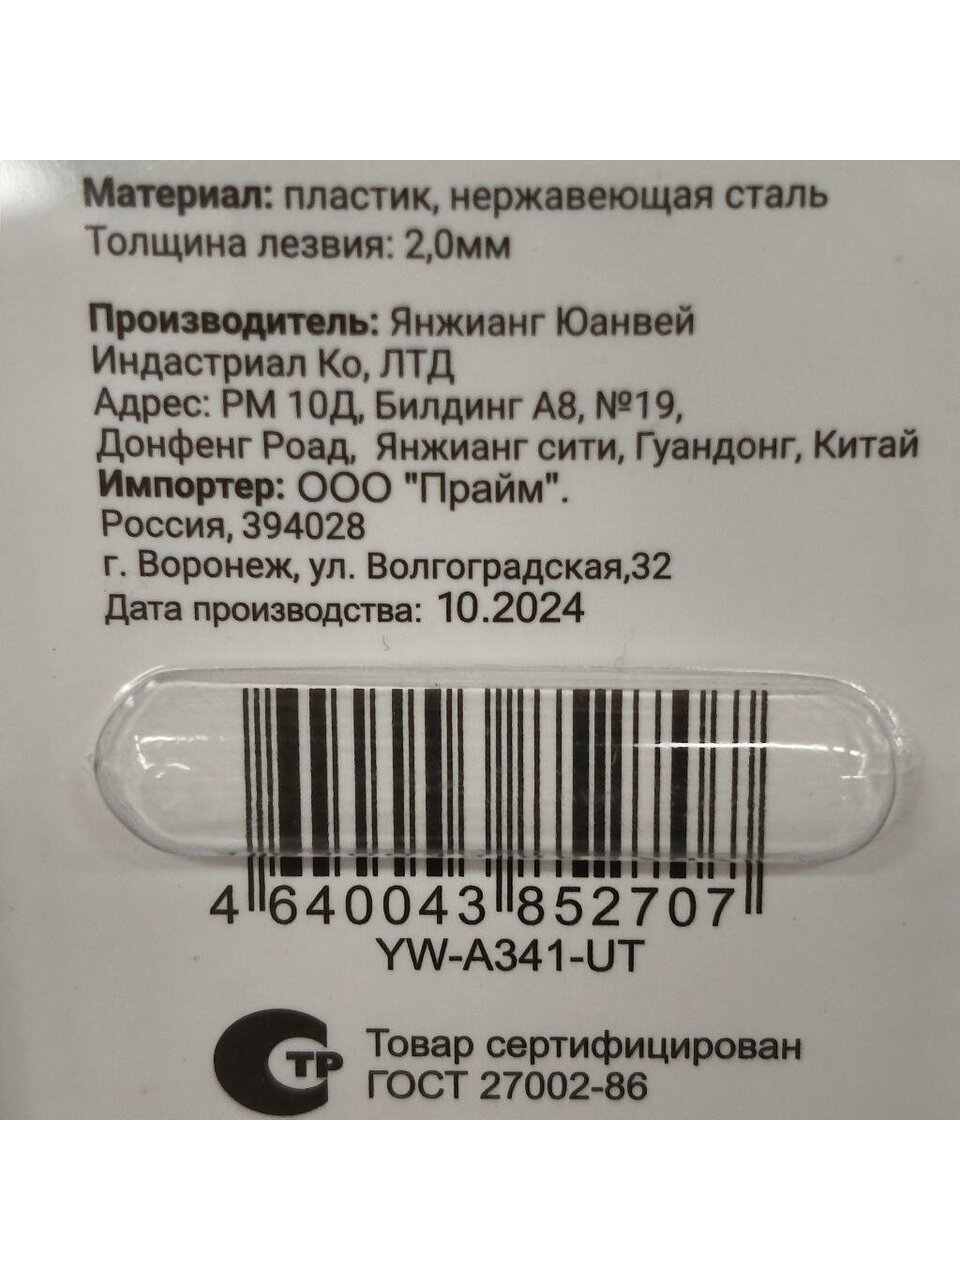 Материал: пластик, нержавеющая сталь
Толщина лезвия: 2,0мм
Производитель: Янжианг Юанвей
Индастриал Ко, ЛТД
Адрес: РМ 10Д, Билдинг А8, №19,
Донфенг Роад, Янжианг сити, Гуандонг, Китай
Импортер: ООО "Прайм".
Россия, 394028
г. Воронеж, ул. Волгоградская,32
Дата производства: 10.2024
4 640043 852707
YW-A341-UT
СТР Товар сертифицирован
ГОСТ 27002-86